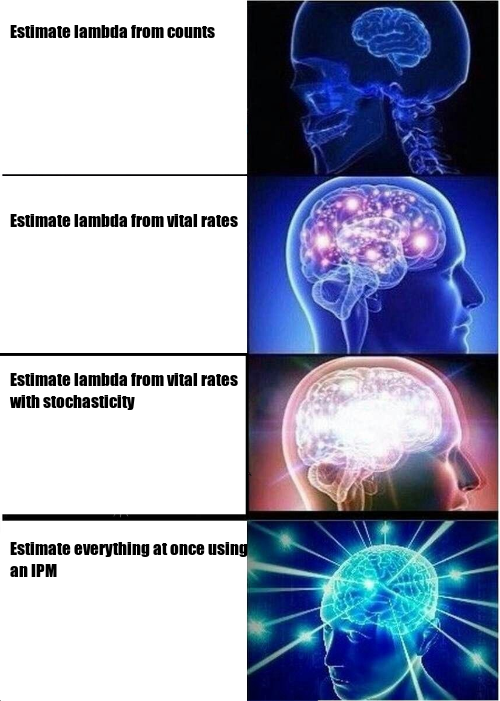 Estimate lambda from counts
Estimate lambda from vital rates
Estimate lambda from vital rates
with stochasticity
Estimate everything at once using
an IPM